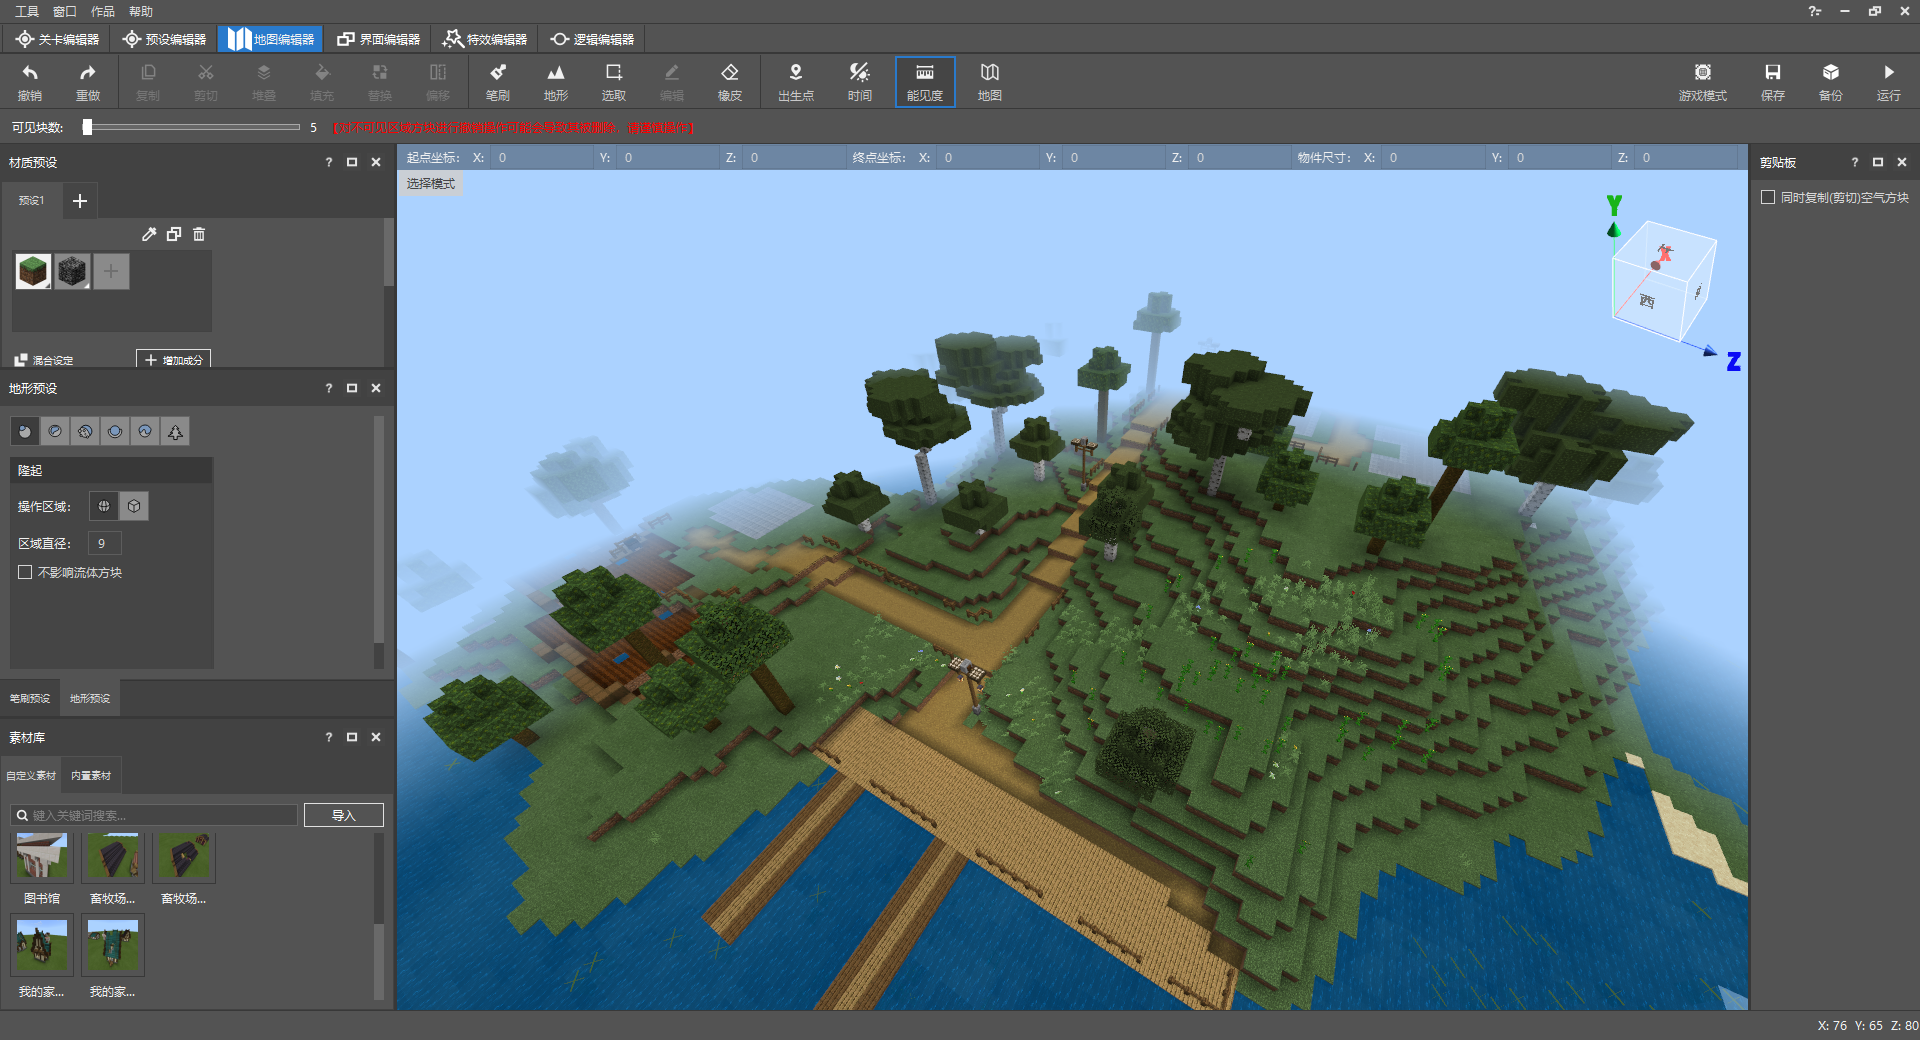 工具 窗口 作品 帮助
关卡编辑器 预设编辑器 地图编辑器 界面编辑器 特效编辑器 逻辑编辑器
撤销 重做 复制 剪切 堆叠 填充 替换 偏移 笔刷 地形 选取 编辑 橡皮 出生点 时间 能见度 地图 游戏模式 保存 备份 运行
可见块数: 5 (对不可见区域方块进行撤销操作可能会导致出现删除,请谨慎操作)
材质预设
起点坐标: X: 0 Y: 0 Z: 0 终点坐标: X: 0 Y: 0 Z: 0 物件尺寸: X: 0 Y: 0 Z: 0
剪贴板
选择模式
同时复制(剪切)空气方块
预设1
Y
西
Z
混合设定 增加成分
地形预设
隆起
操作区域:
区域直径: 9
不影响流体方块
笔刷预设 地形预设
素材库
自定义素材 内置素材
键入关键词搜索... 导入
图书馆 畜牧场... 畜牧场...
我的家... 我的家...
X: 76 Y: 65 Z: 80